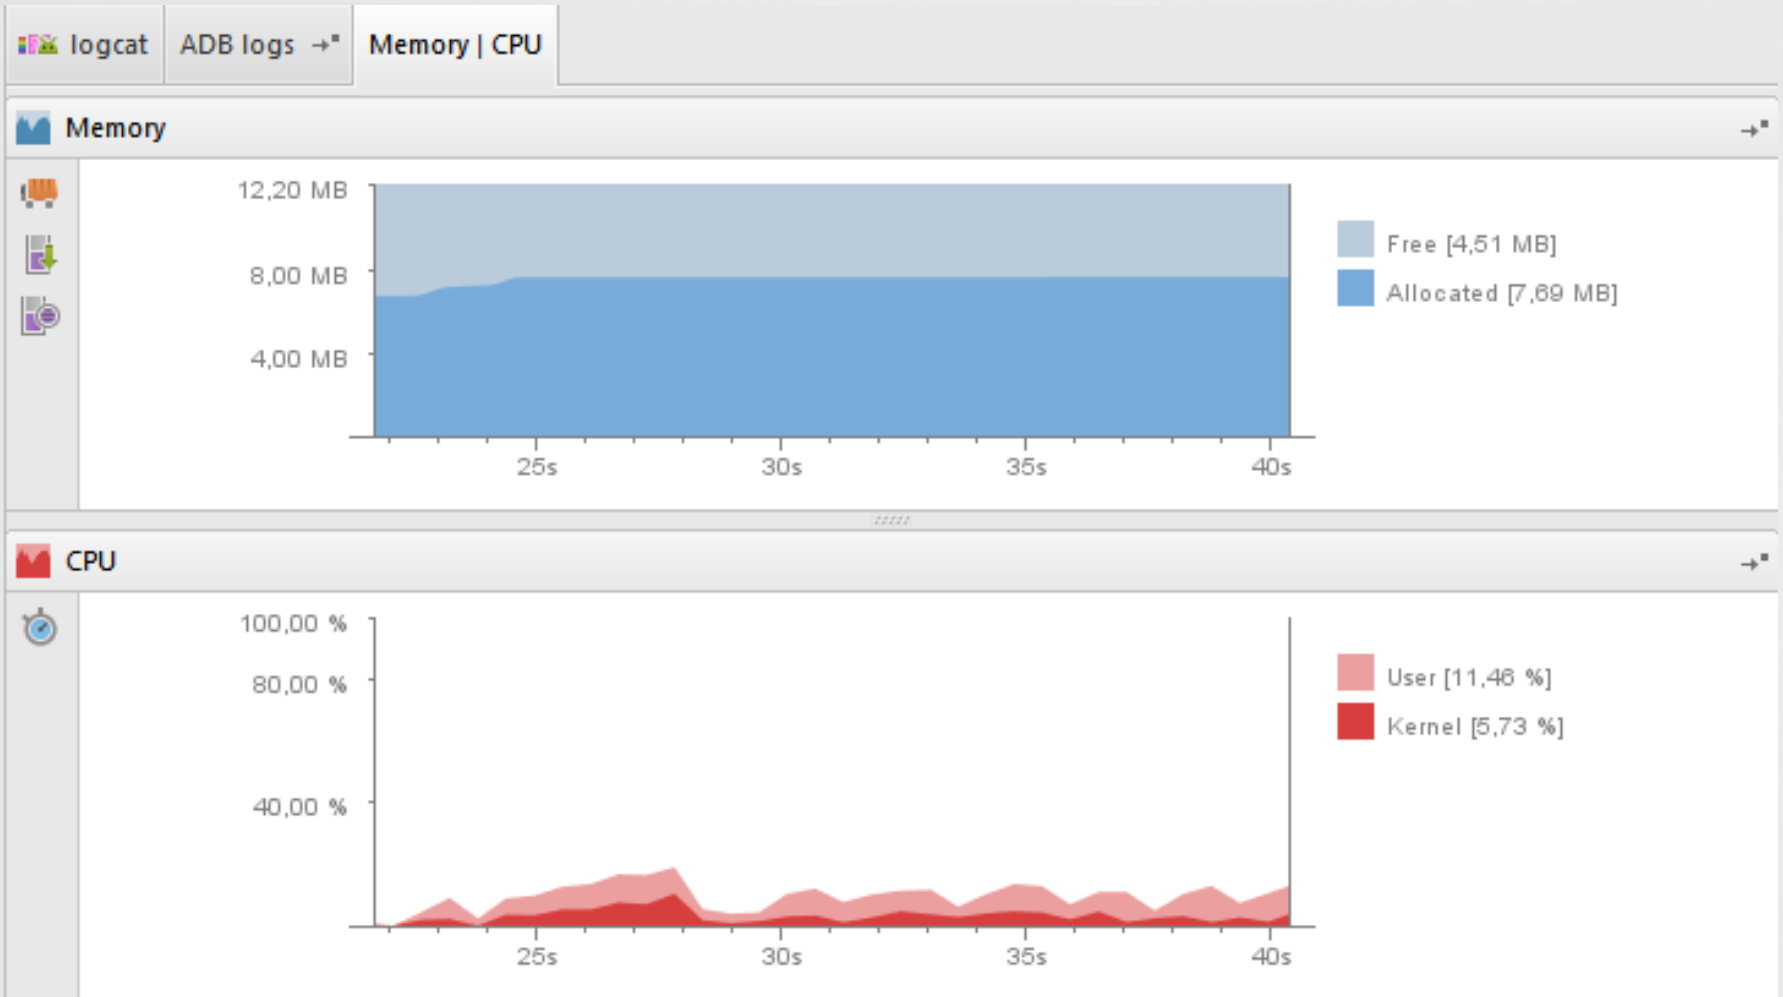 logcat ADB logs Memory | CPU
Memory
12,20 MB
8,00 MB
4,00 MB
25s 30s 35s 40s
Free [4,51 MB]
Allocated [7,69 MB]
CPU
100,00 %
80,00 %
40,00 %
25s 30s 35s 40s
User [11,46 %]
Kernel [5,73 %]